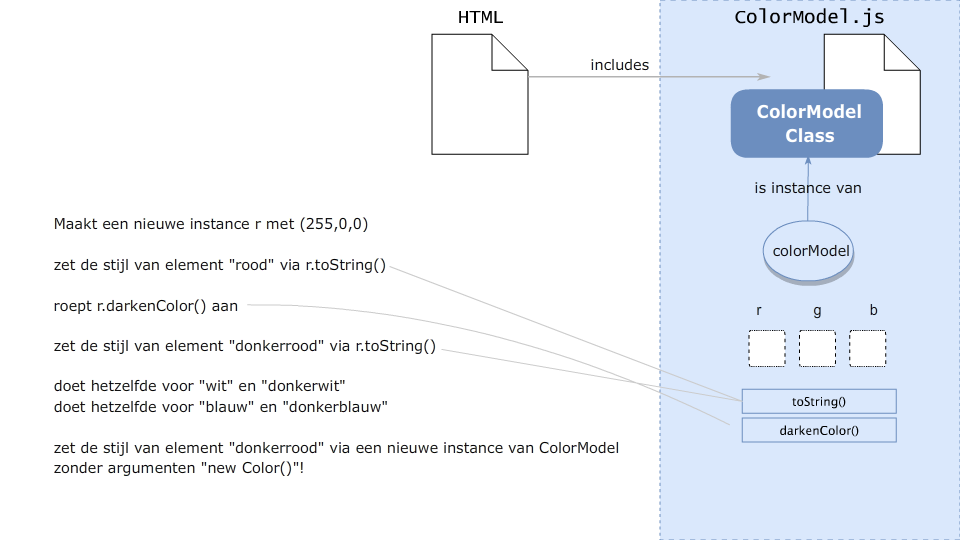 HTML
ColorModel.js
includes
ColorModel
Class
is instance van
colorModel
r g b
toString()
darkenColor()
Maakt een nieuwe instance r met (255,0,0)
zet de stijl van element "rood" via r.toString()
roept r.darkenColor() aan
zet de stijl van element "donkerrood" via r.toString()
doet hetzelfde voor "wit" en "donkerwit"
doet hetzelfde voor "blauw" en "donkerblauw"
zet de stijl van element "donkerrood" via een nieuwe instance van ColorModel
zonder argumenten "new Color()"!